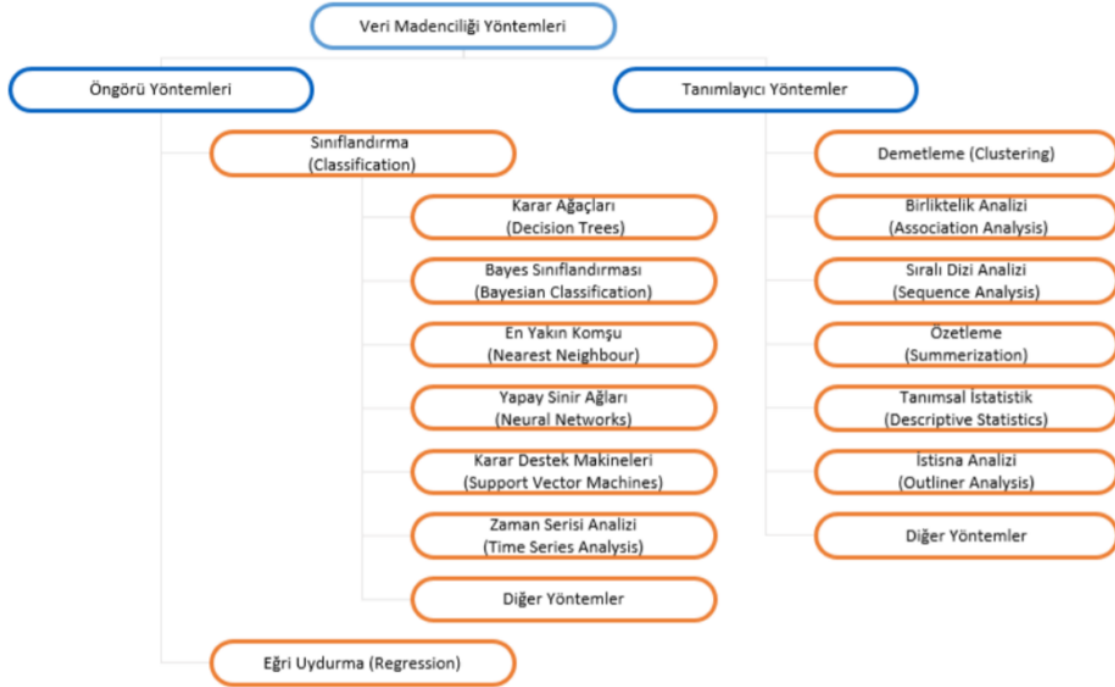 Veri Madenciliği Yöntemleri
Öngörü Yöntemleri
Sınıflandırma
(Classification)
Karar Ağaçları
(Decision Trees)
Bayes Sınıflandırması
(Bayesian Classification)
En Yakın Komşu
(Nearest Neighbour)
Yapay Sinir Ağları
(Neural Networks)
Karar Destek Makineleri
(Support Vector Machines)
Zaman Serisi Analizi
(Time Series Analysis)
Diğer Yöntemler
Eğri Uydurma (Regression)
Tanımlayıcı Yöntemler
Demetleme (Clustering)
Birliktelik Analizi
(Association Analysis)
Sıralı Dizi Analizi
(Sequence Analysis)
Özetleme
(Summerization)
Tanımsal İstatistik
(Descriptive Statistics)
İstisna Analizi
(Outliner Analysis)
Diğer Yöntemler